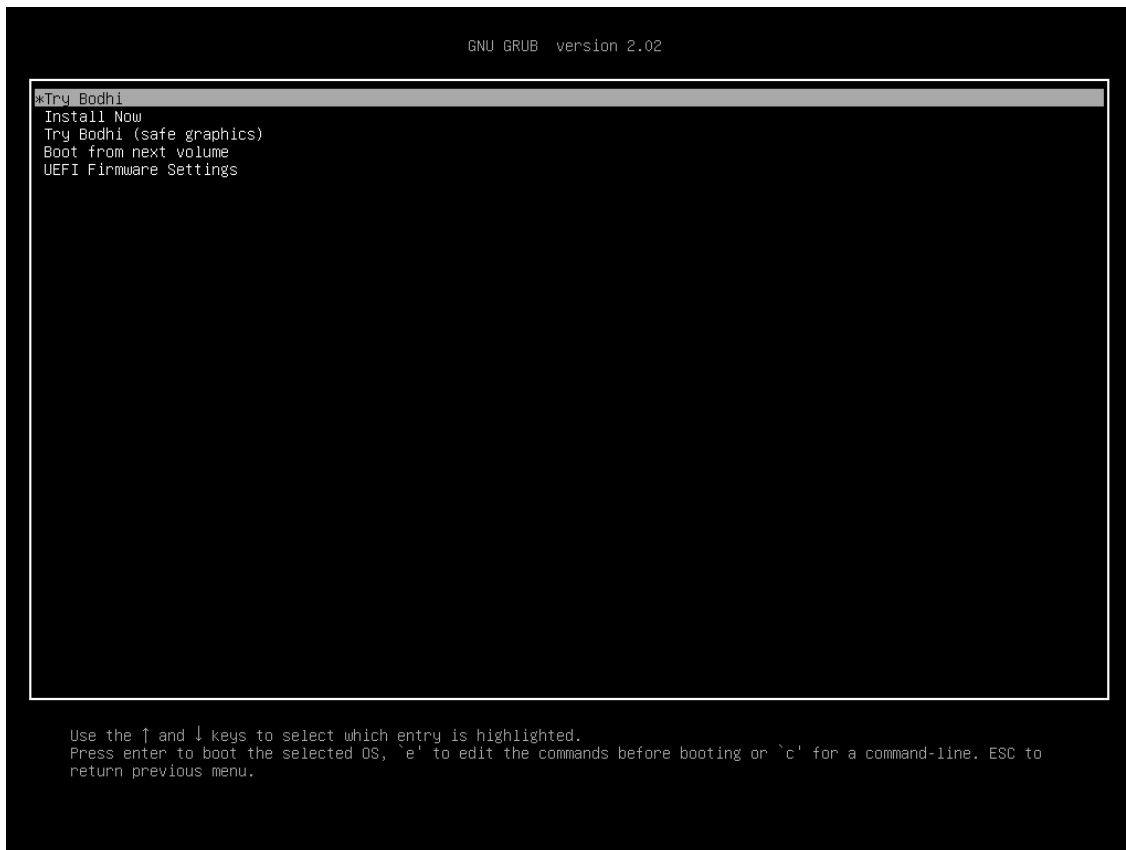 GNU GRUB  version 2.02
*Try Bodhi
Install Now
Try Bodhi (safe graphics)
Boot from next volume
UEFI Firmware Settings
Use the ↑ and ↓ keys to select which entry is highlighted.
Press enter to boot the selected OS, `e' to edit the commands before booting or `c' for a command-line. ESC to
return previous menu.